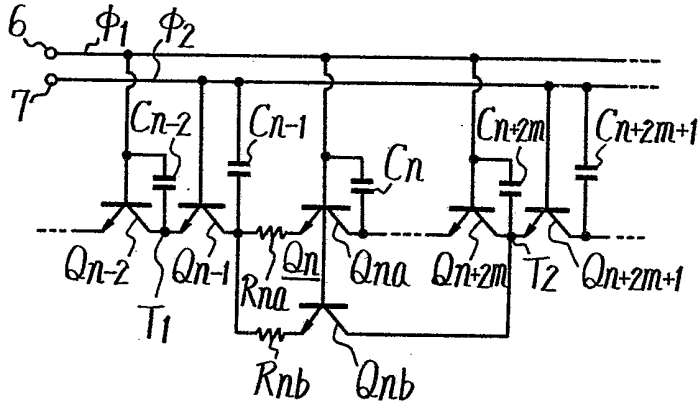 6 ϕ1 ϕ2
7
Cn-2 Cn-1 Cn Cn+2m Cn+2m+1
Qn-2 Qn-1 Qn Qna Qn+2m T2 Qn+2m+1
T1 Rna
Rnb Qnb